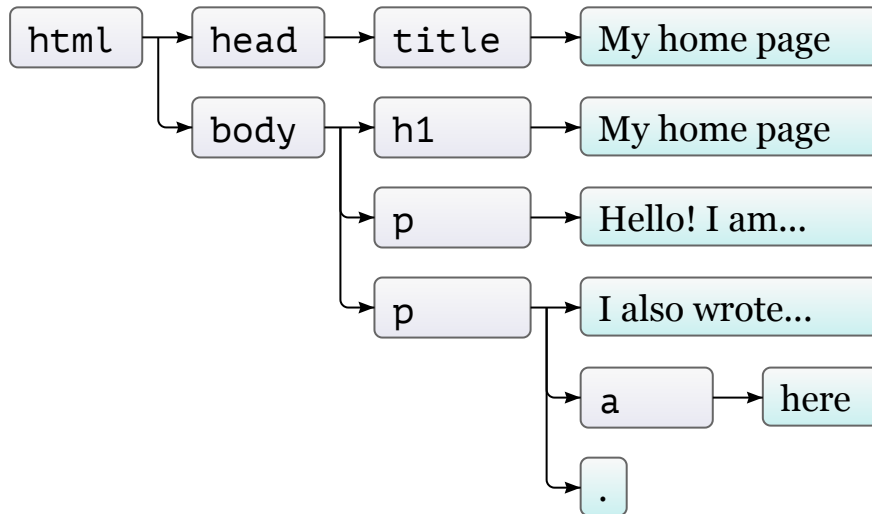 html head title My home page
body h1 My home page
p Hello! I am...
p I also wrote...
a here
.